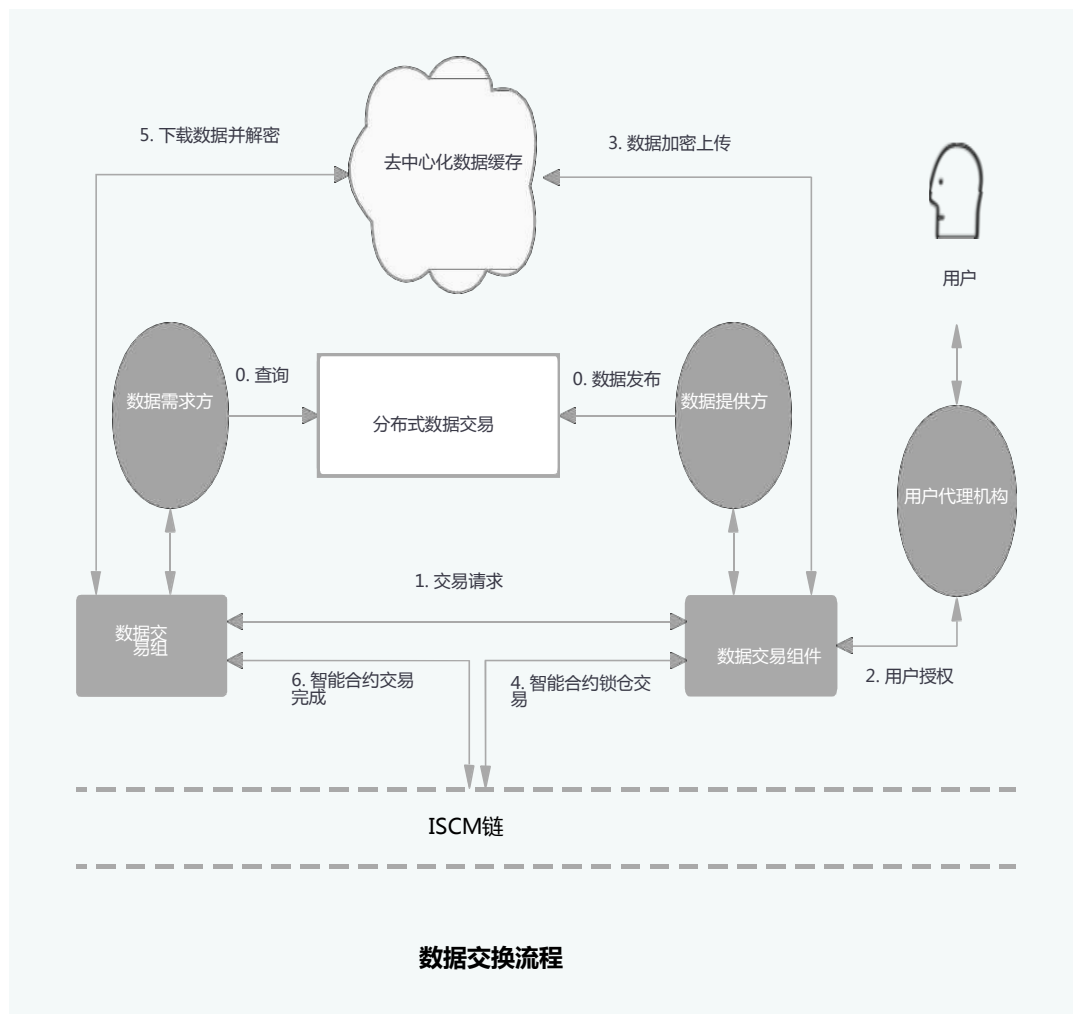 5. 下载数据并解密
3. 数据加密上传
去中心化数据缓存
用户
0. 查询
0. 数据发布
数据需求方
数据提供方
分布式数据交易
用户代理机构
1. 交易请求
数据交
易组
数据交易组件
2. 用户授权
6. 智能合约交易
完成
4. 智能合约锁仓交
易
ISCM链
数据交换流程